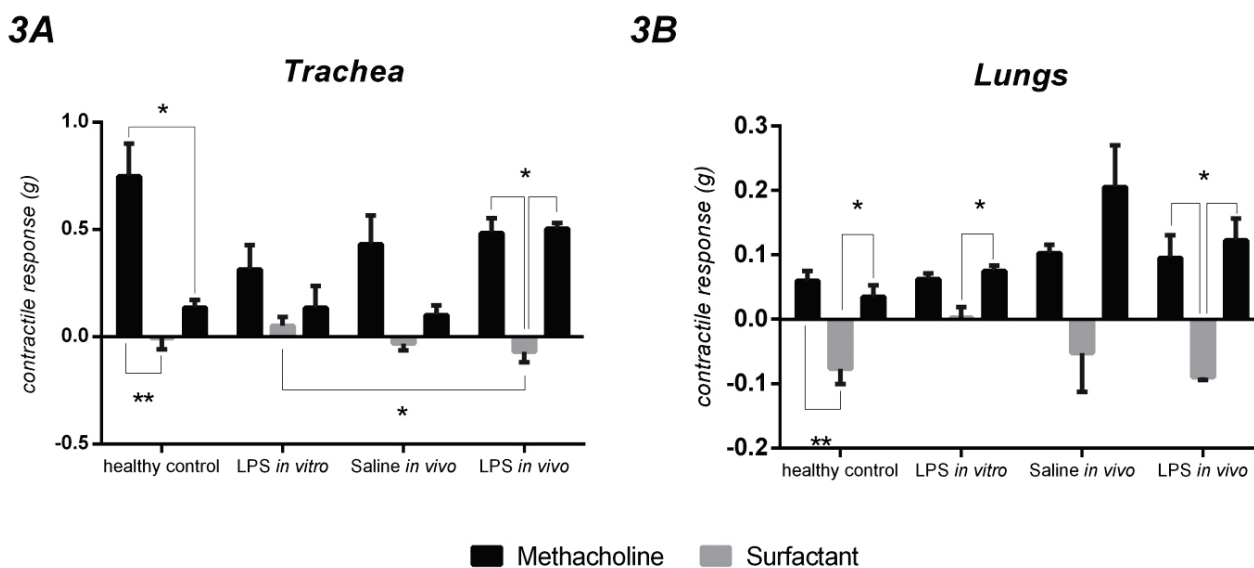 3A
Trachea
contractile response (g)
1.0
0.5
0.0
-0.5
*
**
*
*
healthy control
LPS in vitro
Saline in vivo
LPS in vivo
3B
Lungs
contractile response (g)
0.3
0.2
0.1
0.0
-0.1
-0.2
**
*
*
*
healthy control
LPS in vitro
Saline in vivo
LPS in vivo
Methacholine
Surfactant